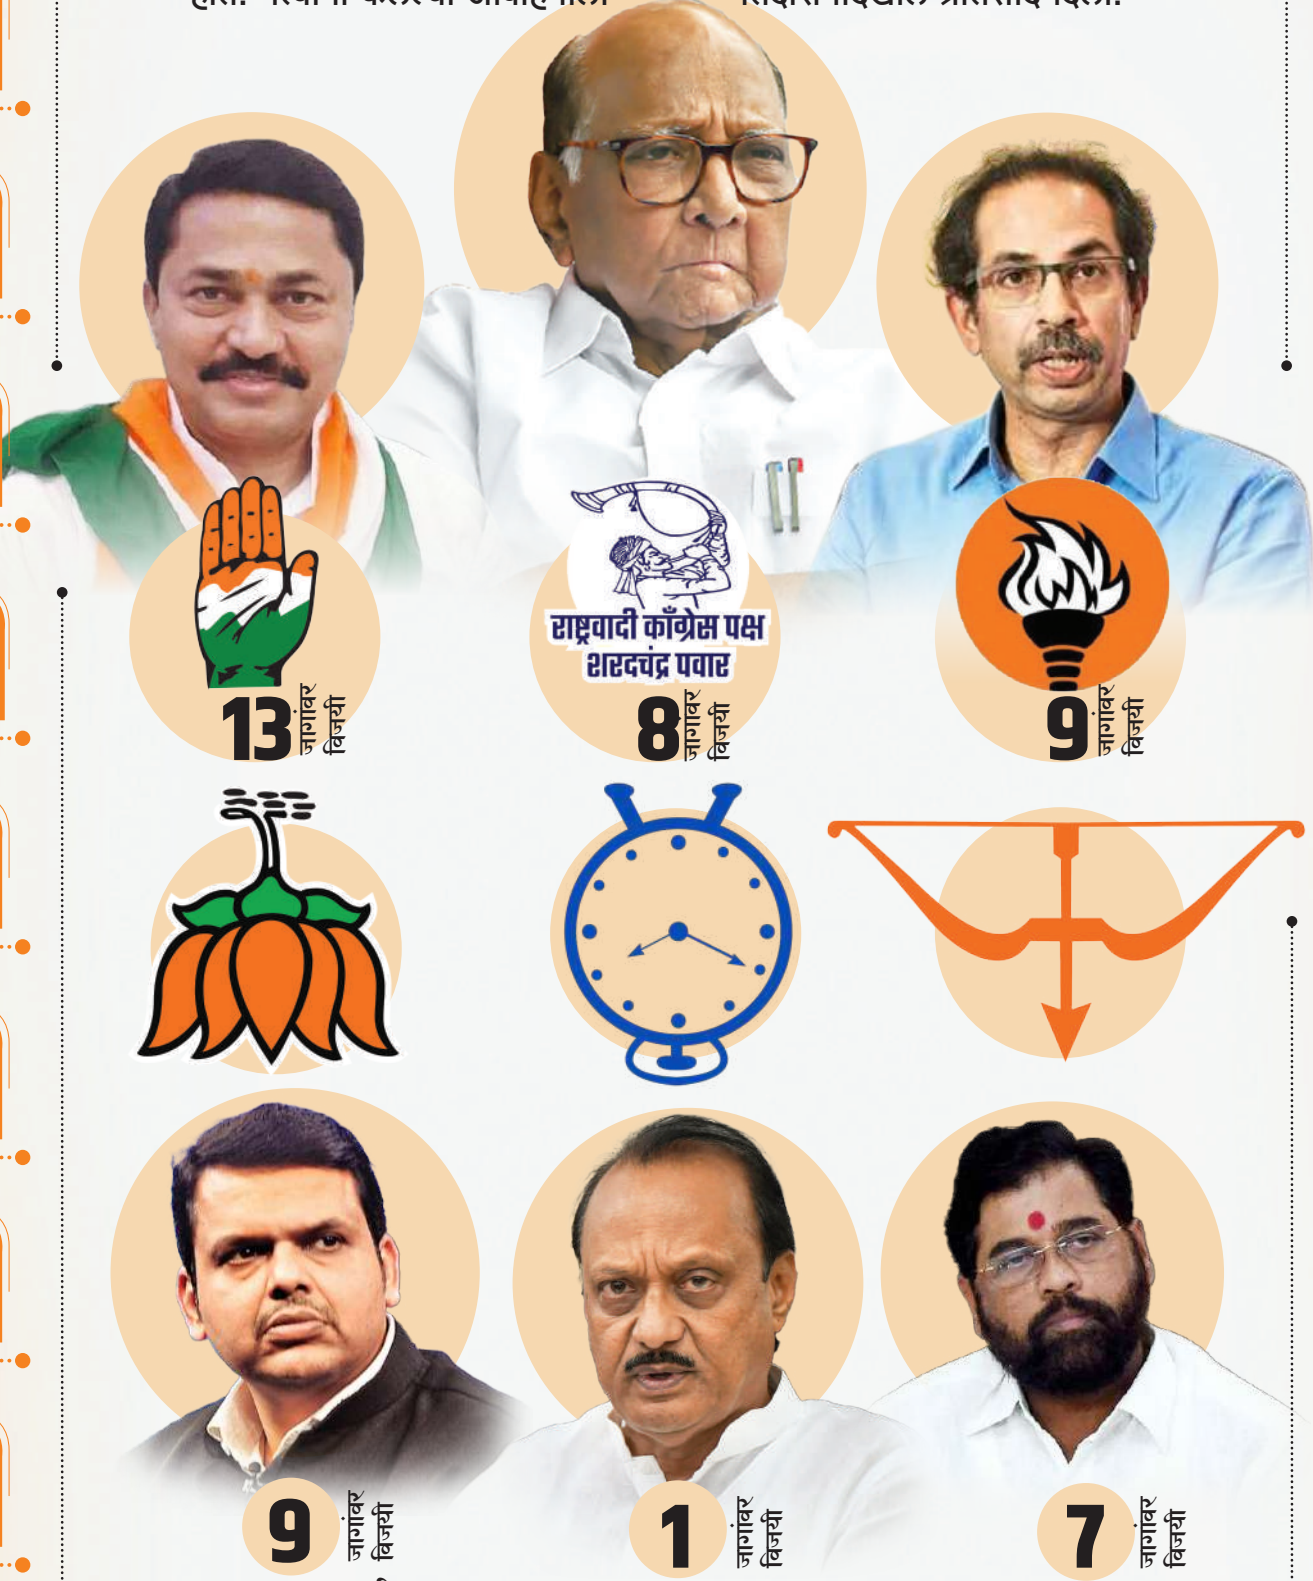 राष्ट्रवादी काँग्रेस पक्ष
शरदचंद्र पवार
13 जागांवर
विजयी
8 जागांवर
विजयी
9 जागांवर
विजयी
9 जागांवर
विजयी
1 जागांवर
विजयी
7 जागांवर
विजयी